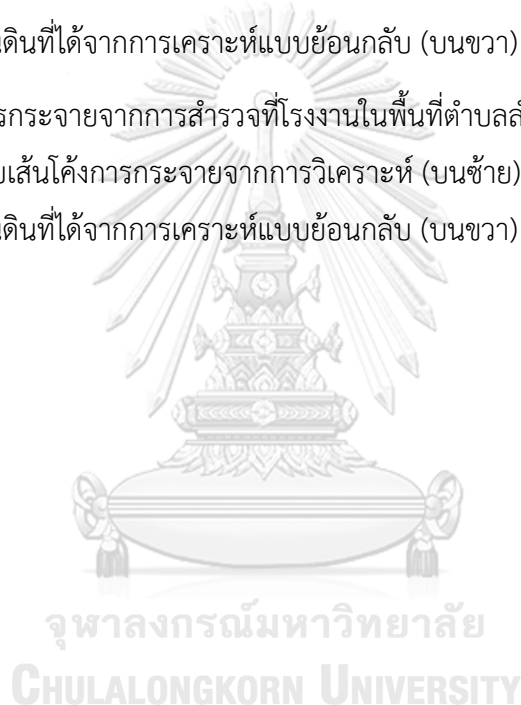 นดินที่ได้จากการเคราะห์แบบย้อนกลับ (บนขวา)
รกระจายจากการสำรวจที่โรงงานในพื้นที่ตำบลลำ
บเส้นโค้งการกระจายจากการวิเคราะห์ (บนซ้าย)
นดินที่ได้จากการเคราะห์แบบย้อนกลับ (บนขวา)
จุฬาลงกรณ์มหาวิทยาลัย
CHULALONGKORN UNIVERSITY